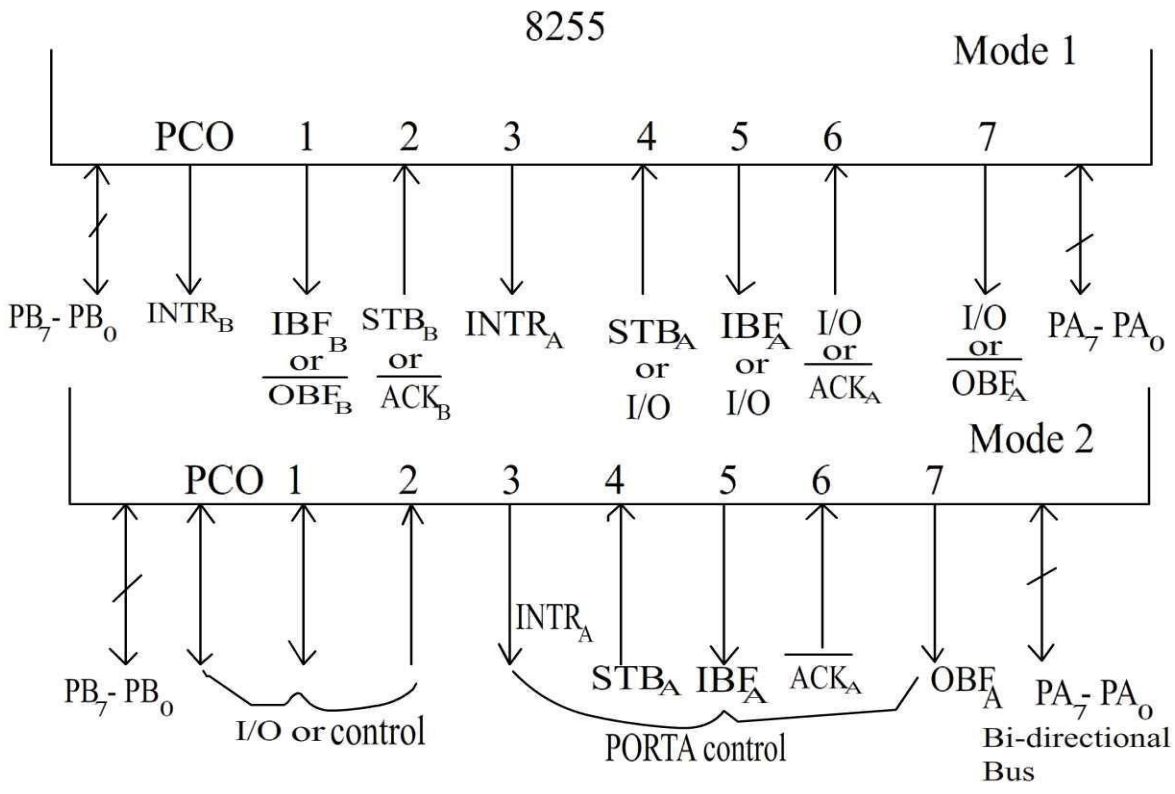 8255
Mode 1
PCO 1 2 3 4 5 6 7
PB7- PB0
INTRB
IBFB
or
OBFB
STBB
or
ACKB
INTRA
STBA
or
I/O
IBFA
or
I/O
I/O
or
ACKA
I/O
or
OBFA
PA7- PA0
Mode 2
PCO 1 2 3 4 5 6 7
PB7- PB0
I/O or control
INTRA
STBA
IBFA
ACKA
OBFA
PORTA control
PA7- PA0
Bi-directional
Bus